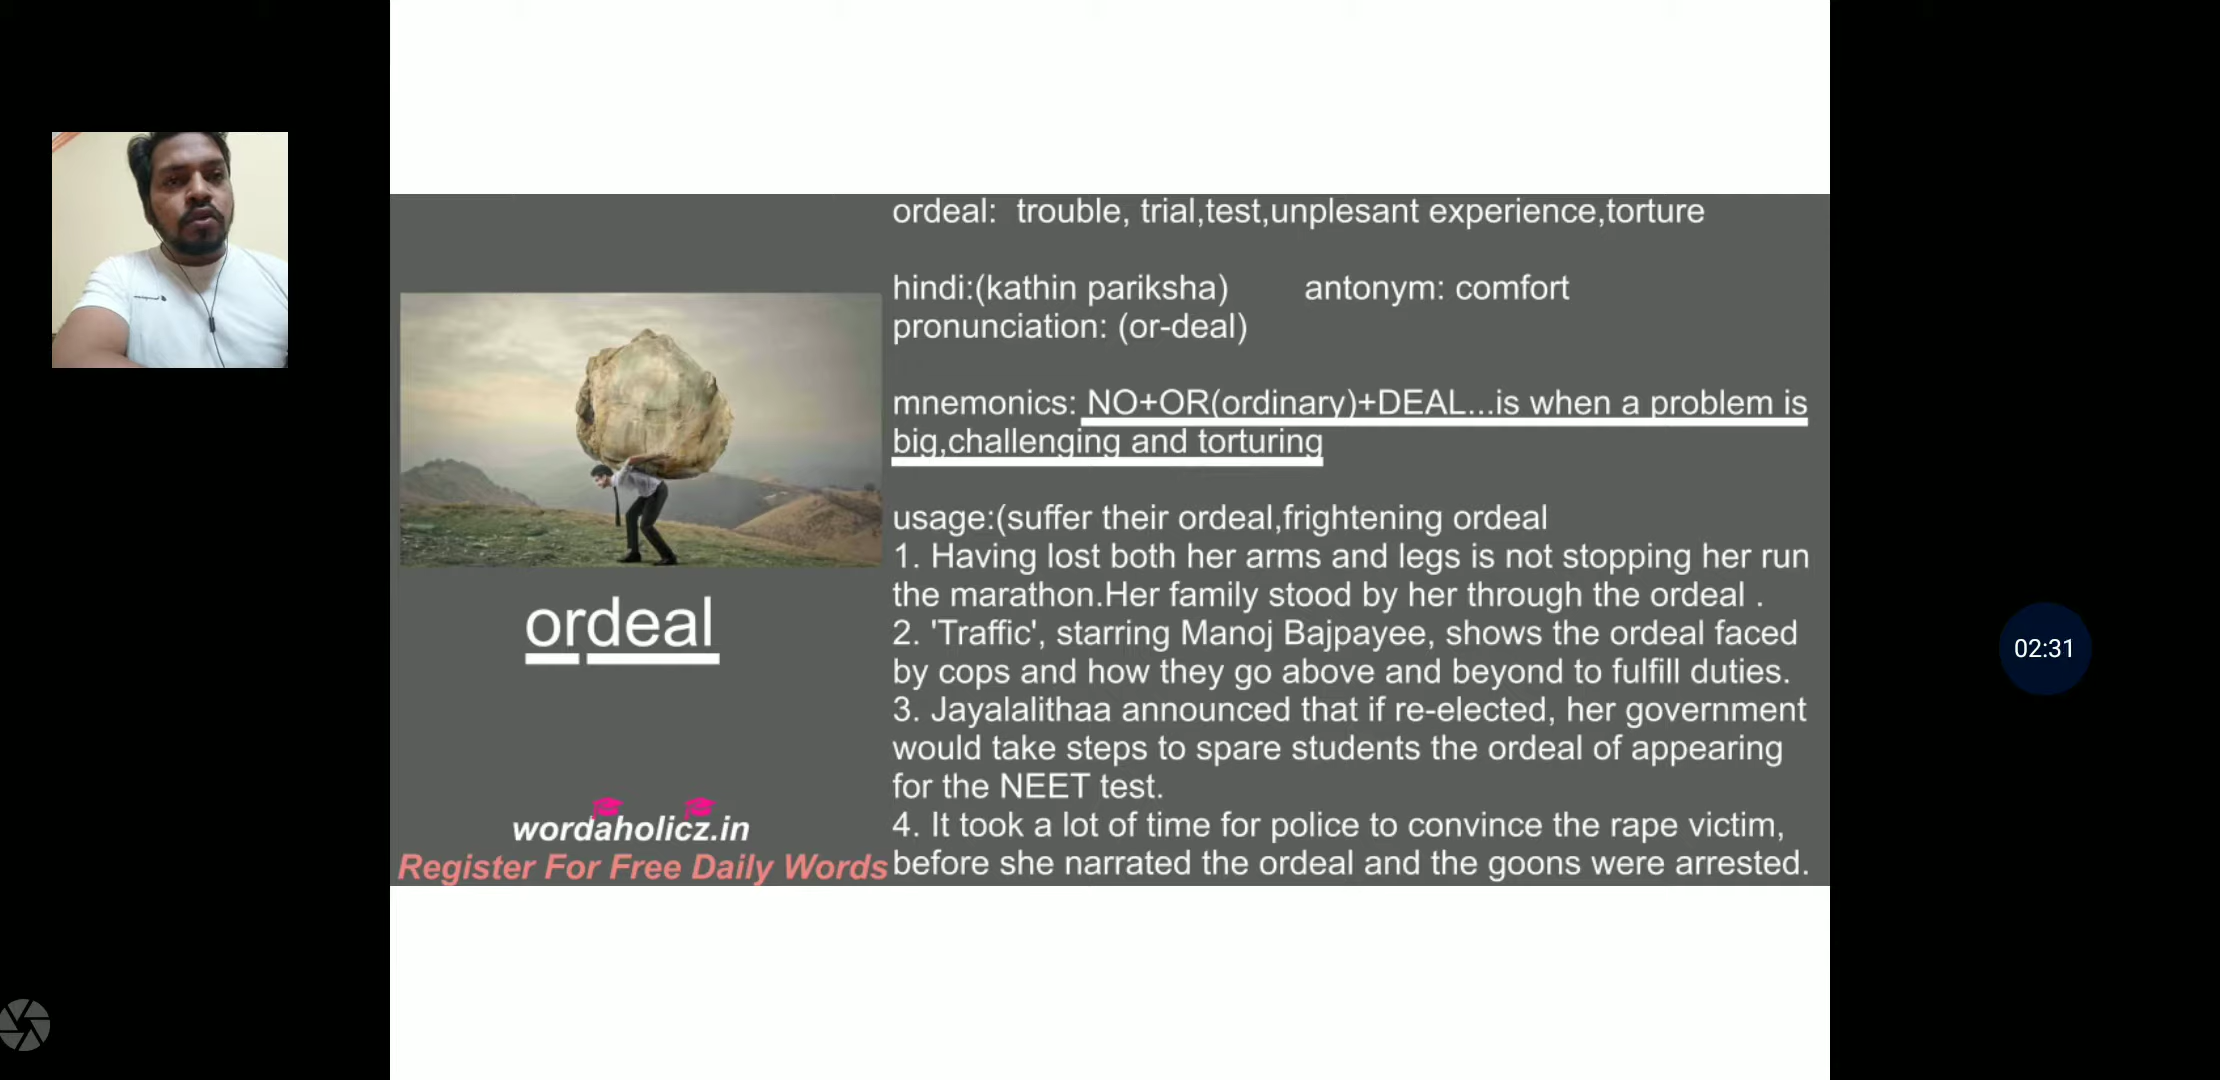 ordeal: trouble, trial,test,unplesant experience,torture
hindi:(kathin pariksha) antonym: comfort
pronunciation: (or-deal)
mnemonics: NO+OR(ordinary)+DEAL...is when a problem is
big,challenging and torturing
usage:(suffer their ordeal,frightening ordeal
1. Having lost both her arms and legs is not stopping her run
the marathon.Her family stood by her through the ordeal .
2. 'Traffic', starring Manoj Bajpayee, shows the ordeal faced
by cops and how they go above and beyond to fulfill duties.
3. Jayalalithaa announced that if re-elected, her government
would take steps to spare students the ordeal of appearing
for the NEET test.
4. It took a lot of time for police to convince the rape victim,
before she narrated the ordeal and the goons were arrested.
ordeal
wordaholicz.in
Register For Free Daily Words
02:31